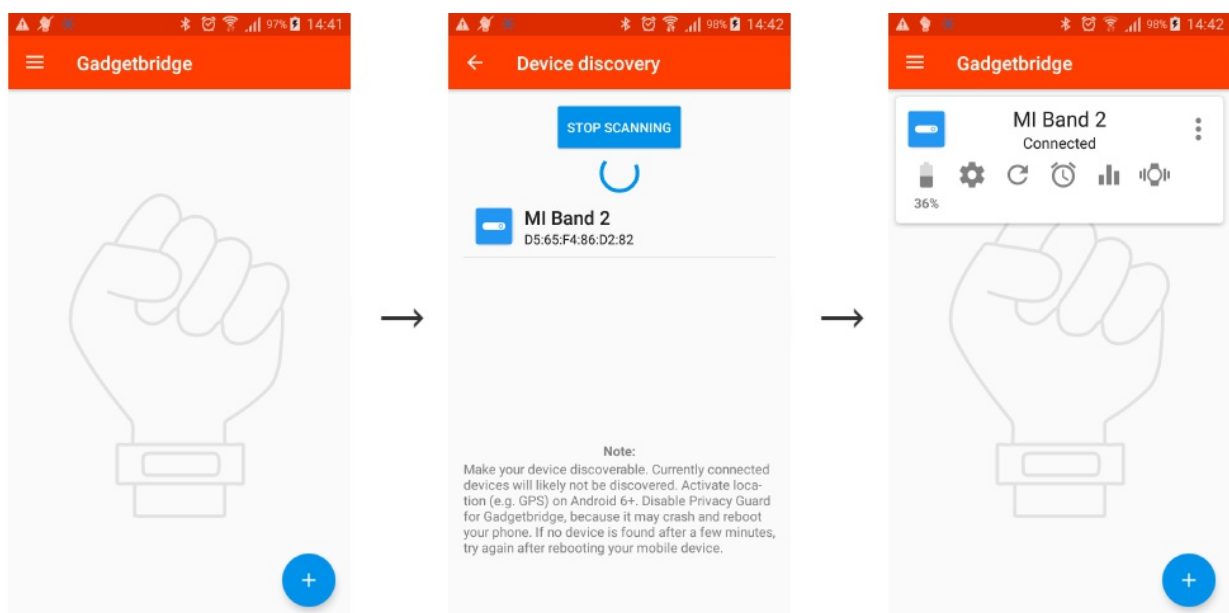 97% 14:41
Gadgetbridge
98% 14:42
Device discovery
STOP SCANNING
MI Band 2
D5:65:F4:86:D2:82
Note:
Make your device discoverable. Currently connected
devices will likely not be discovered. Activate loca-
tion (e.g. GPS) on Android 6+. Disable Privacy Guard
for Gadgetbridge, because it may crash and reboot
your phone. If no device is found after a few minutes,
try again after rebooting your mobile device.
98% 14:42
Gadgetbridge
MI Band 2
Connected
36%